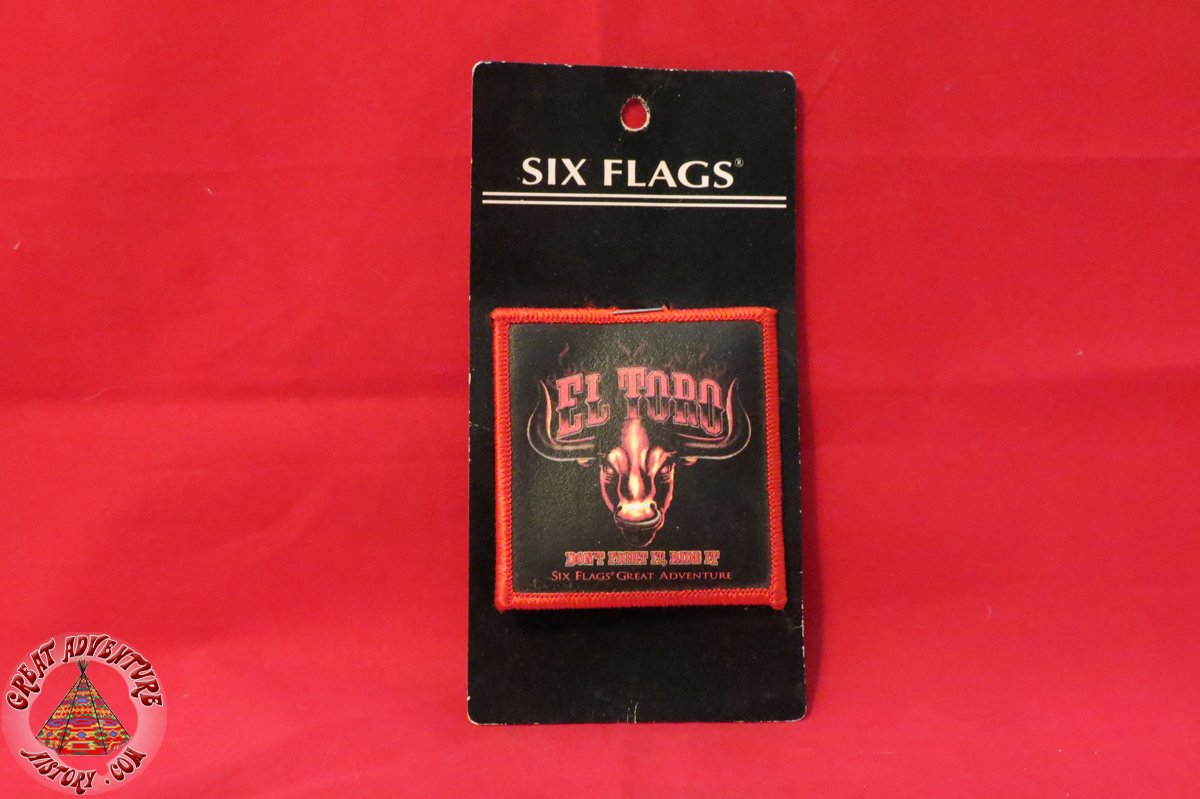 SIX FLAGS®
EL TORO
DON'T FIGHT IT, RIDE IT
SIX FLAGS® GREAT ADVENTURE
GREAT ADVENTURE
HISTORY.COM